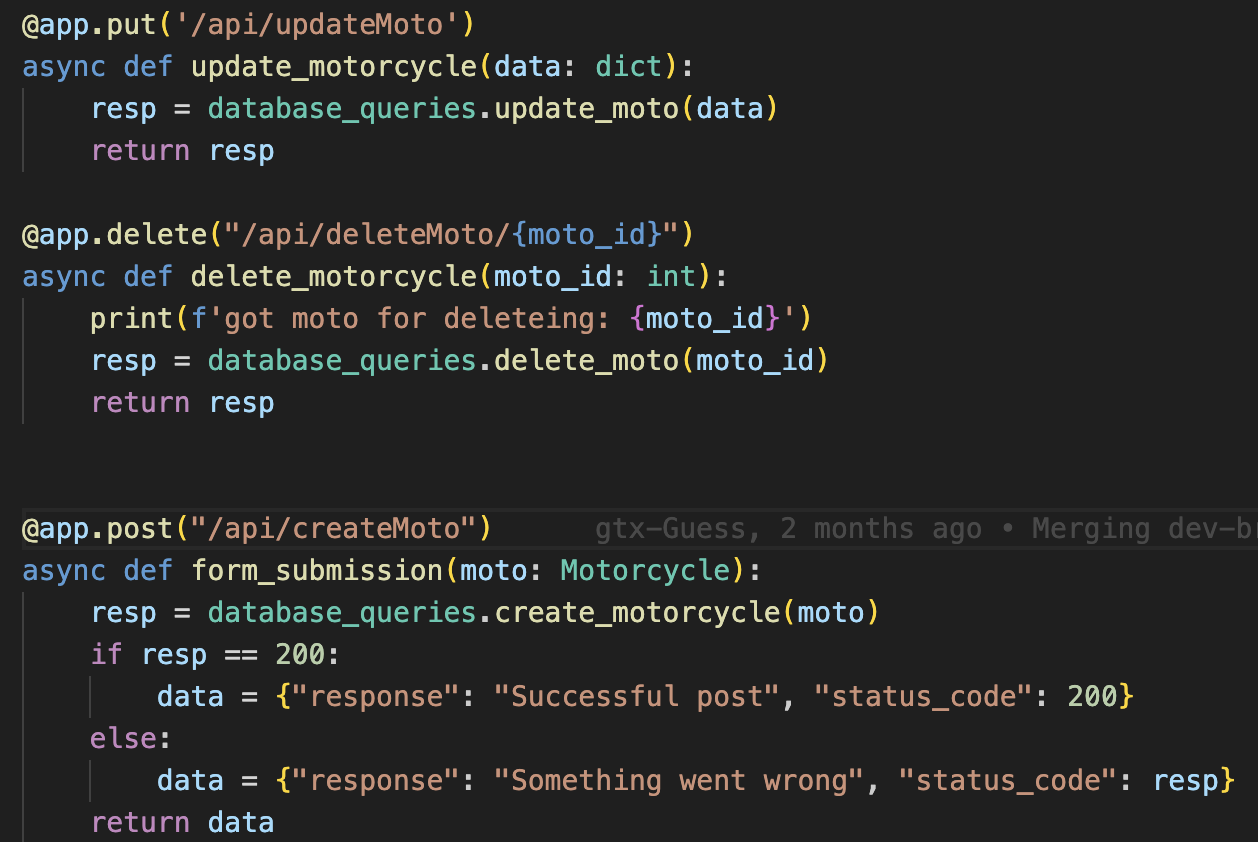 @app.put('/api/updateMoto')
async def update_motorcycle(data: dict):
    resp = database_queries.update_moto(data)
    return resp
@app.delete("/api/deleteMoto/{moto_id}")
async def delete_motorcycle(moto_id: int):
    print(f'got moto for deleteing: {moto_id}')
    resp = database_queries.delete_moto(moto_id)
    return resp
@app.post("/api/createMoto") gtx-Guess, 2 months ago • Merging
async def form_submission(moto: Motorcycle):
    resp = database_queries.create_motorcycle(moto)
    if resp == 200:
        data = {"response": "Successful post", "status_code": 200}
    else:
        data = {"response": "Something went wrong", "status_code": resp}
    return data